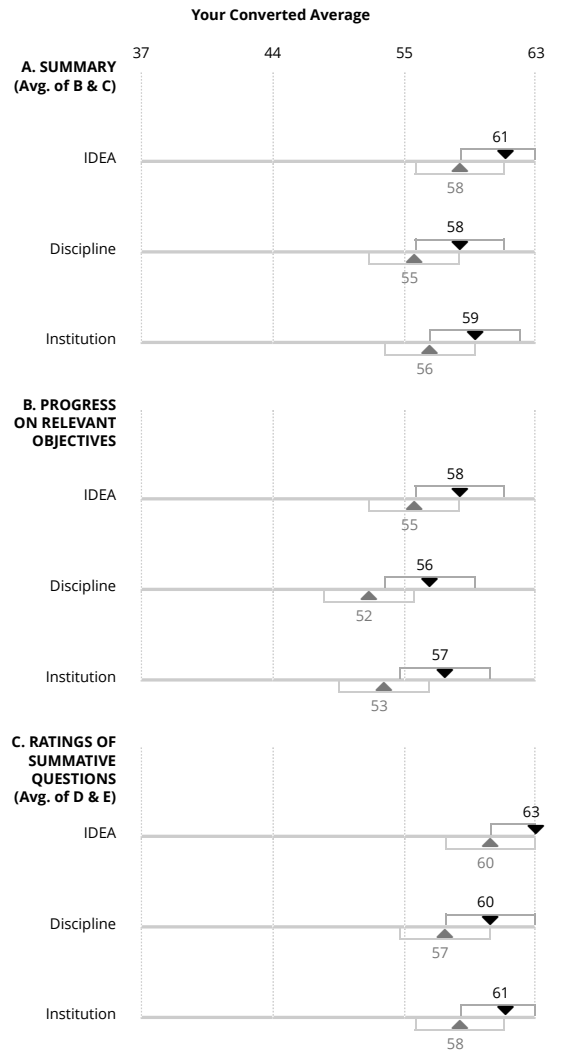 Your Converted Average
37 44 55 63
A. SUMMARY
(Avg. of B & C)
61
IDEA
58
58
Discipline
55
59
Institution
56
B. PROGRESS
ON RELEVANT
OBJECTIVES
58
IDEA
55
56
Discipline
52
57
Institution
53
C. RATINGS OF
SUMMATIVE
QUESTIONS
(Avg. of D & E)
63
IDEA
60
60
Discipline
57
61
Institution
58